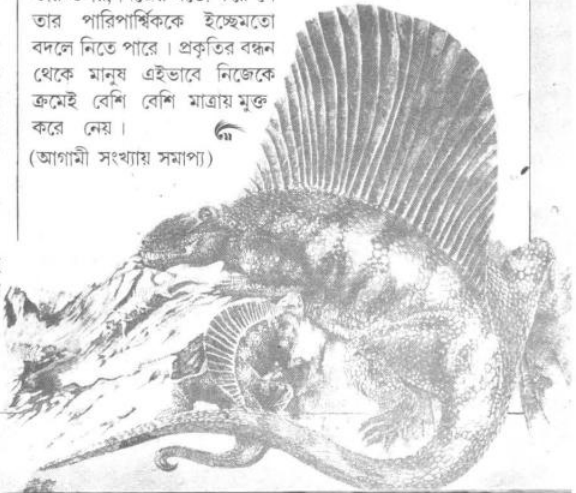 তার পারিপার্শ্বিককে ইচ্ছেমতো
বদলে নিতে পারে। প্রকৃতির বন্ধন
থেকে মানুষ এইভাবে নিজেকে
ক্রমেই বেশি বেশি মাত্রায় মুক্ত
করে নেয়।
(আগামী সংখ্যায় সমাপ্য)